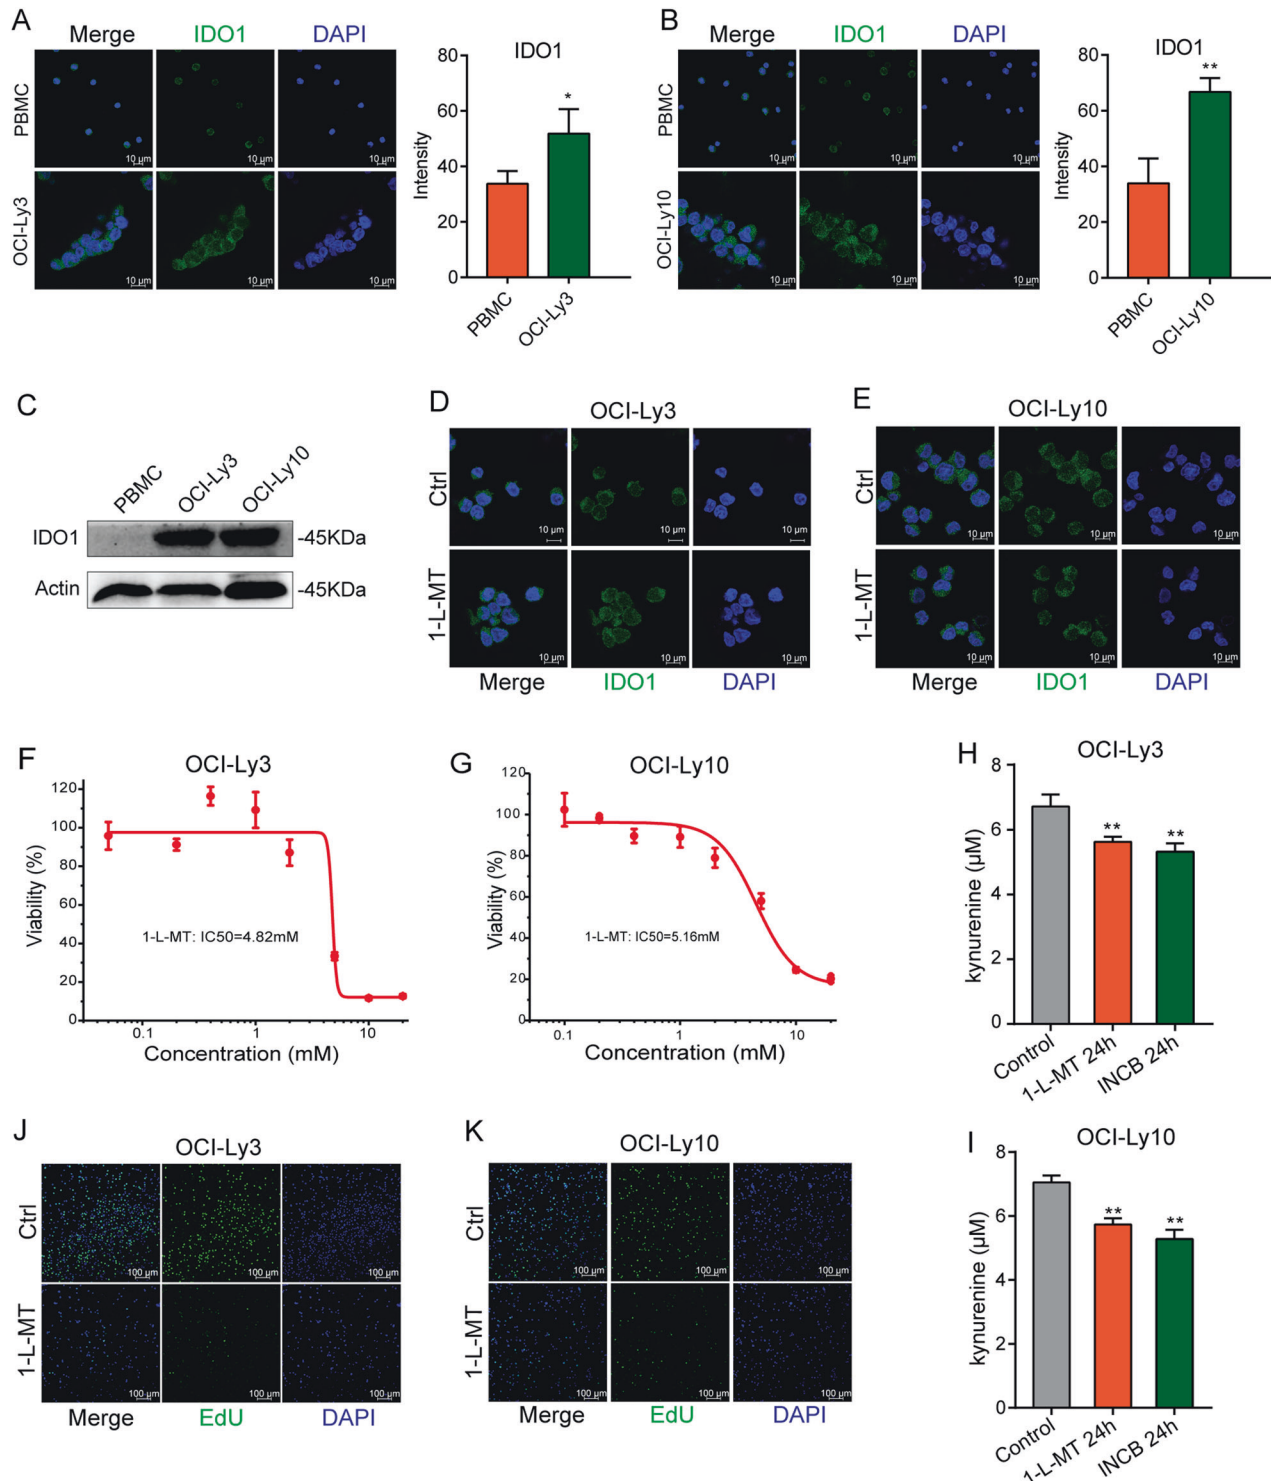 A
Merge IDO1 DAPI
PBMC
10 µm 10 µm 10 µm
OCI-Ly3
10 µm 10 µm 10 µm
IDO1
Intensity
80
60
40
20
0
*
PBMC
OCI-Ly3
B
Merge IDO1 DAPI
PBMC
10 µm 10 µm 10 µm
OCI-Ly10
10 µm 10 µm 10 µm
IDO1
Intensity
80
60
40
20
0
**
PBMC
OCI-Ly10
C
PBMC OCI-Ly3 OCI-Ly10
IDO1 -45KDa
Actin -45KDa
D
OCI-Ly3
Ctrl
10 µm 10 µm 10 µm
1-L-MT
10 µm 10 µm 10 µm
Merge IDO1 DAPI
E
OCI-Ly10
Ctrl
10 µm 10 µm 10 µm
1-L-MT
10 µm 10 µm 10 µm
Merge IDO1 DAPI
F
OCI-Ly3
Viability (%)
120
100
80
60
40
20
0
1-L-MT: IC50=4.82mM
0.1 1 10
Concentration (mM)
G
OCI-Ly10
Viability (%)
120
100
80
60
40
20
0
1-L-MT: IC50=5.16mM
0.1 1 10
Concentration (mM)
H
OCI-Ly3
kynurenine (µM)
8
6
4
2
0
** **
Control
1-L-MT 24h
INCB 24h
J
OCI-Ly3
Ctrl
100 µm 100 µm 100 µm
1-L-MT
100 µm 100 µm 100 µm
Merge EdU DAPI
K
OCI-Ly10
Ctrl
100 µm 100 µm 100 µm
1-L-MT
100 µm 100 µm 100 µm
Merge EdU DAPI
I
OCI-Ly10
kynurenine (µM)
8
6
4
2
0
** **
Control
1-L-MT 24h
INCB 24h